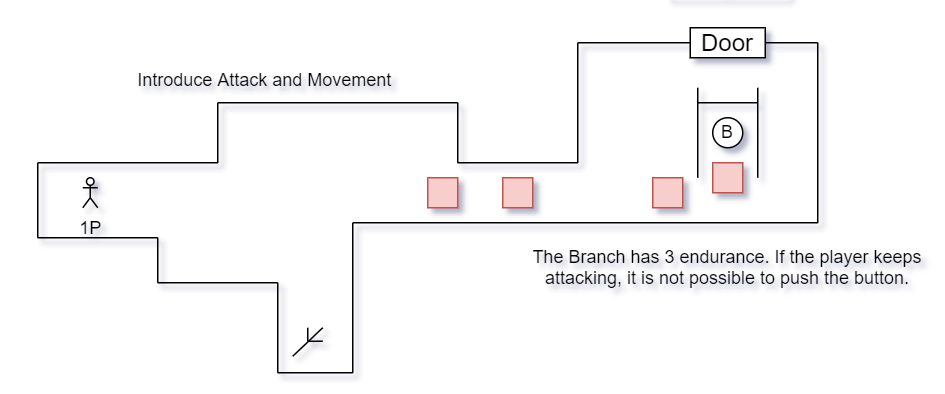 Door
Introduce Attack and Movement
B
1P
The Branch has 3 endurance. If the player keeps
attacking, it is not possible to push the button.